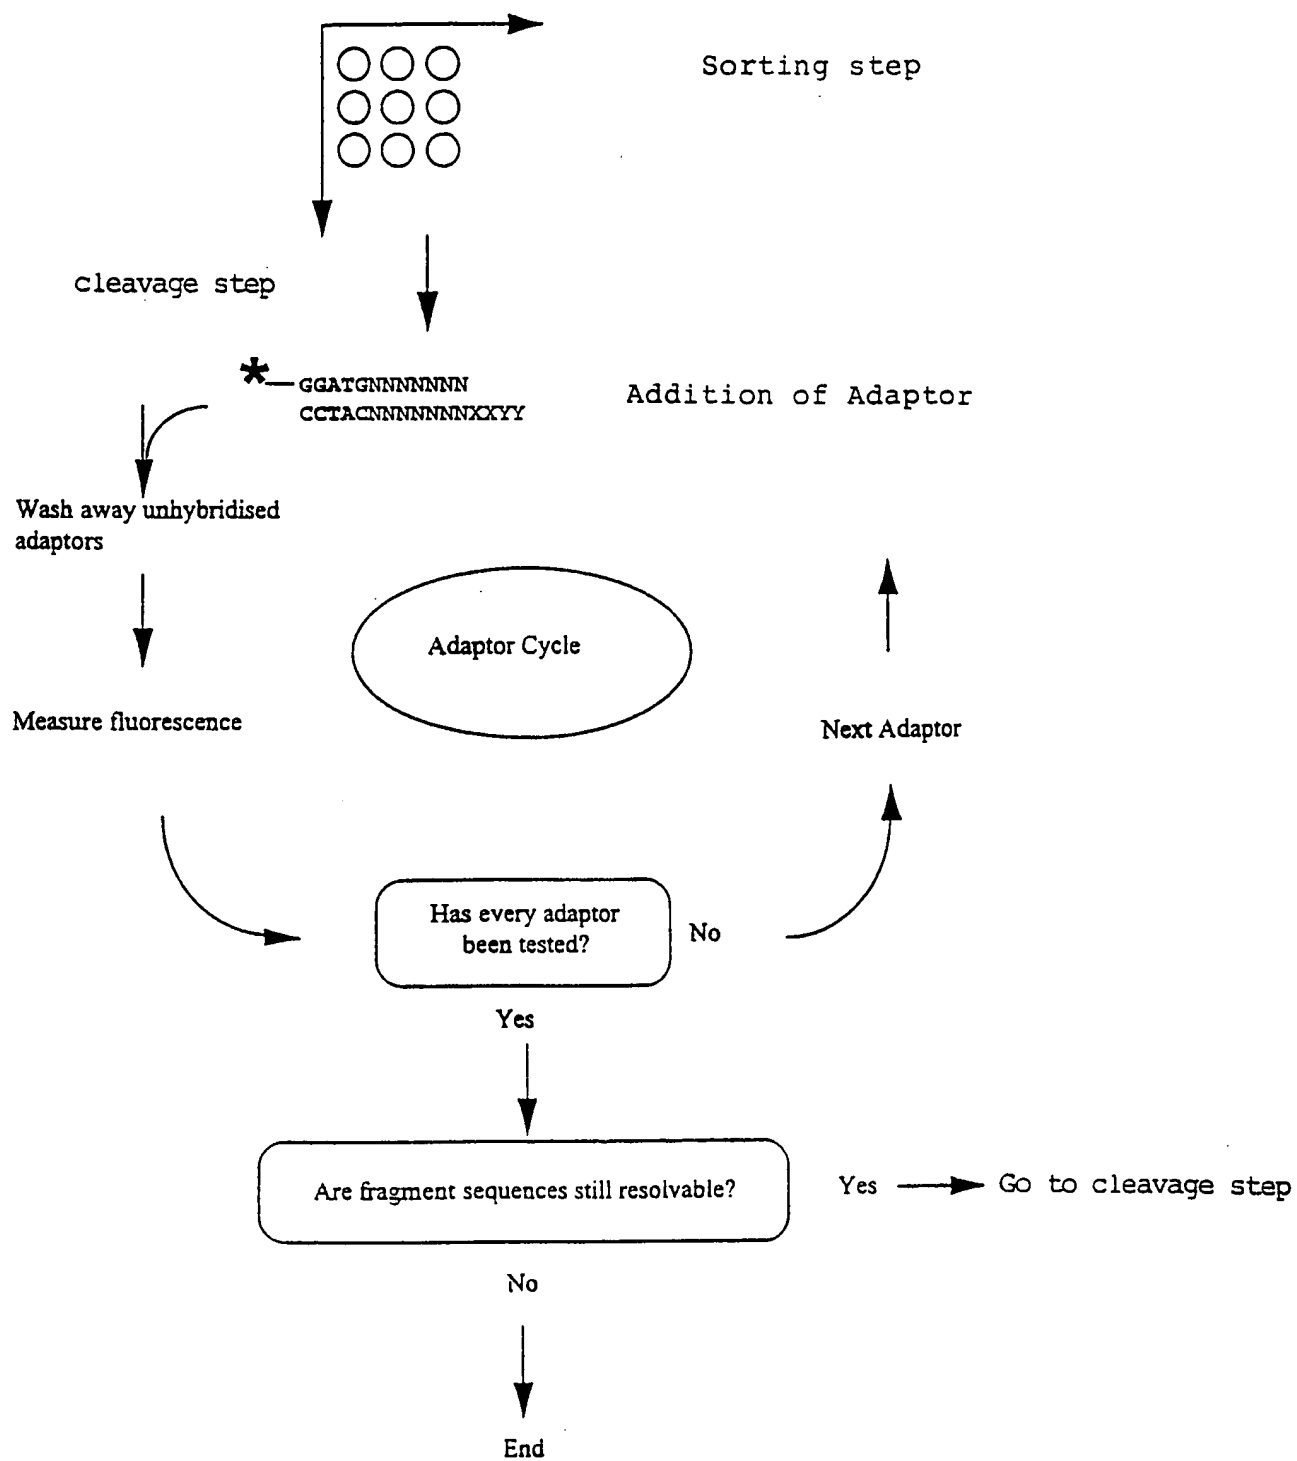 Sorting step
cleavage step
*—GGATGNNNNNNN
CCTACNNNNNNNXXYY
Addition of Adaptor
Wash away unhybridised
adaptors
Adaptor Cycle
Measure fluorescence
Next Adaptor
Has every adaptor
been tested?
No
Yes
Are fragment sequences still resolvable?
Yes
Go to cleavage step
No
End